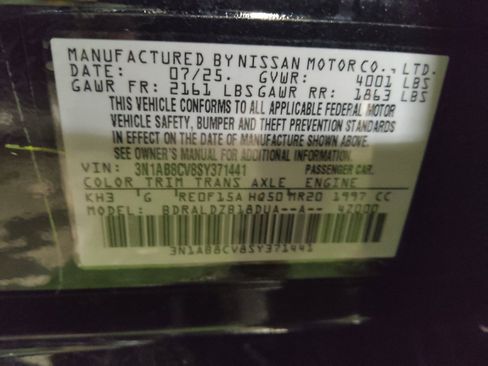 MANUFACTURED BY NISSAN MOTOR CO., LTD.
DATE: 07/25. GVWR: 4001 LBS
GAWR FR: 2161 LBS GAWR RR: 1863 LBS
THIS VEHICLE CONFORMS TO ALL APPLICABLE FEDERAL MOTOR
VEHICLE SAFETY, BUMPER AND THEFT PREVENTION STANDARDS
IN EFFECT ON THE DATE OF MANUFACTURE SHOWN ABOVE.
SEE OWNER'S MANUAL FOR ADDITIONAL INFORMATION
VIN: 3N1AB8CV8SY371441 PASSENGER CAR.
COLOR TRIM TRANS AXLE ENGINE
KH3 G RE0F15A HQ50 MR20 1997 CC
MODEL: BDRALDZB18DUA--A-- 4Z000
3N1AB8CV8SY371441